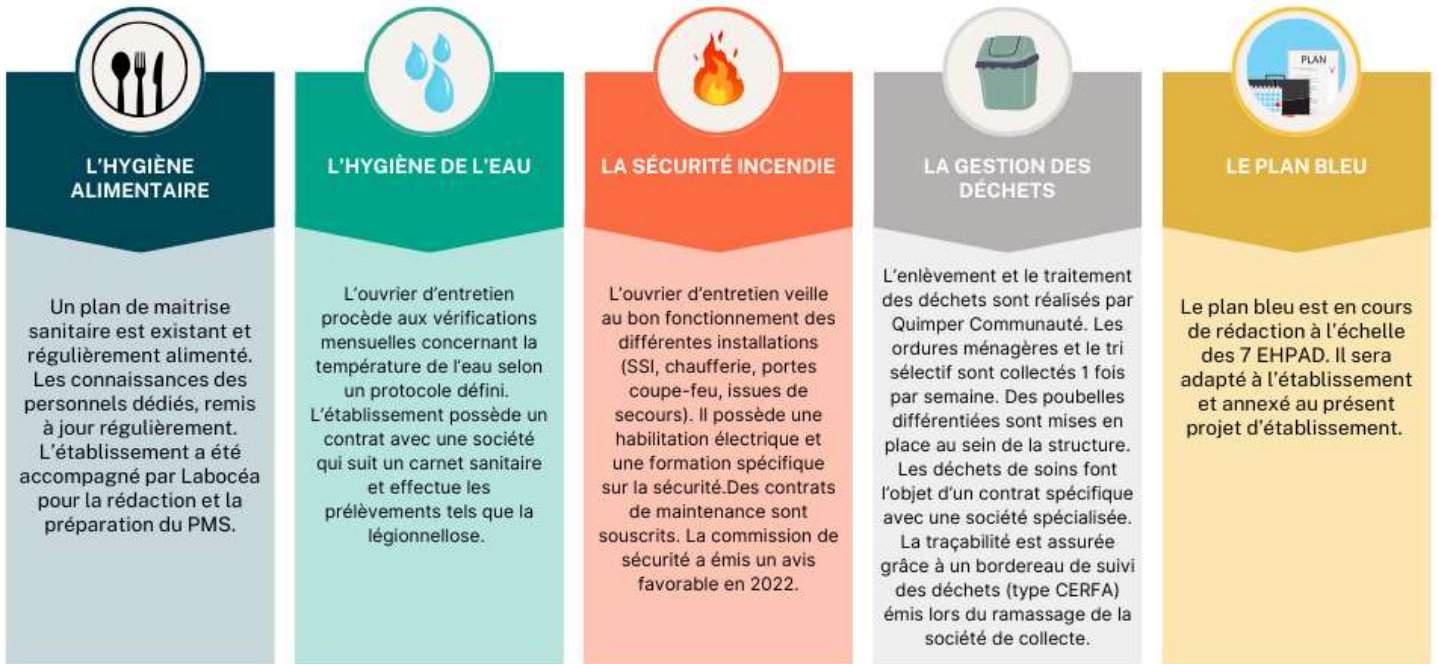 L'HYGIÈNE
ALIMENTAIRE
Un plan de maitrise
sanitaire est existant et
régulièrement alimenté.
Les connaissances des
personnels dédiés, remis
à jour régulièrement.
L'établissement a été
accompagné par Labocéa
pour la rédaction et la
préparation du PMS.
L'HYGIÈNE DE L'EAU
L'ouvrier d'entretien
procède aux vérifications
mensuelles concernant la
température de l'eau selon
un protocole défini.
L'établissement possède un
contrat avec une société
qui suit un carnet sanitaire
et effectue les
prélèvements tels que la
légionnellose.
LA SÉCURITÉ INCENDIE
L'ouvrier d'entretien veille
au bon fonctionnement des
différentes installations
(SSI, chaufferie, portes
coupe-feu, issues de
secours). Il possède une
habilitation électrique et
une formation spécifique
sur la sécurité.Des contrats
de maintenance sont
souscrits. La commission de
sécurité a émis un avis
favorable en 2022.
LA GESTION DES
DÉCHETS
L'enlèvement et le traitement
des déchets sont réalisés par
Quimper Communauté. Les
ordures ménagères et le tri
sélectif sont collectés 1 fois
par semaine. Des poubelles
différentiées sont mises en
place au sein de la structure.
Les déchets de soins font
l'objet d'un contrat spécifique
avec une société spécialisée.
La traçabilité est assurée
grâce à un bordereau de suivi
des déchets (type CERFA)
émis lors du ramassage de la
société de collecte.
PLAN
LE PLAN BLEU
Le plan bleu est en cours
de rédaction à l'échelle
des 7 EHPAD. Il sera
adapté à l'établissement
et annexé au présent
projet d'établissement.